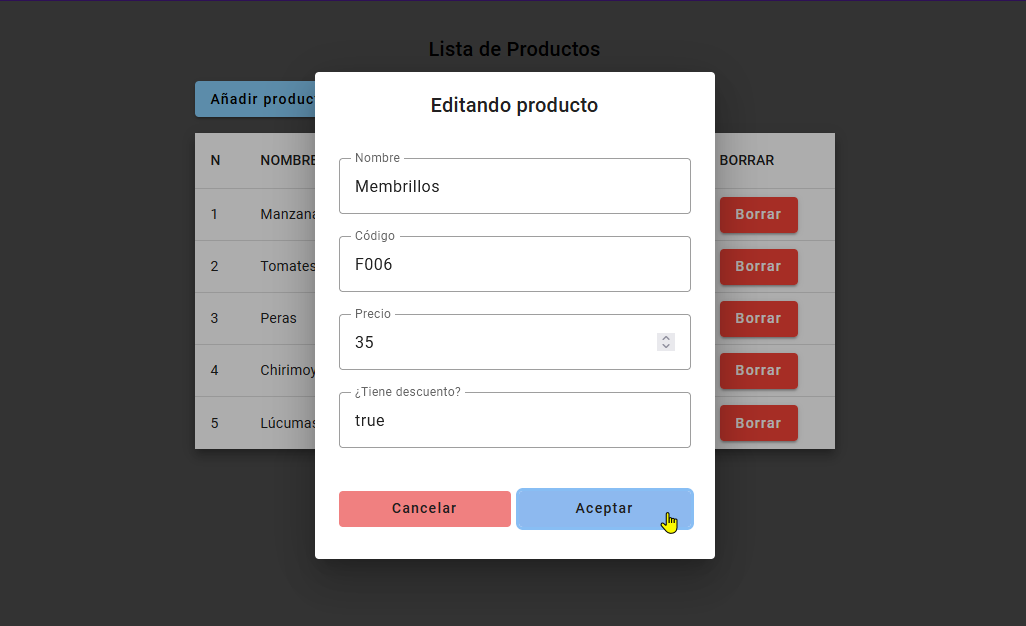 Lista de Productos
Añadir produc
Editando producto
N NOMBRE BORRAR
Nombre
Membrillos
1 Manzana Borrar
Código
F006
2 Tomates Borrar
Precio
35
3 Peras Borrar
4 Chirimoy Borrar
¿Tiene descuento?
true
5 Lúcumas Borrar
Cancelar Aceptar